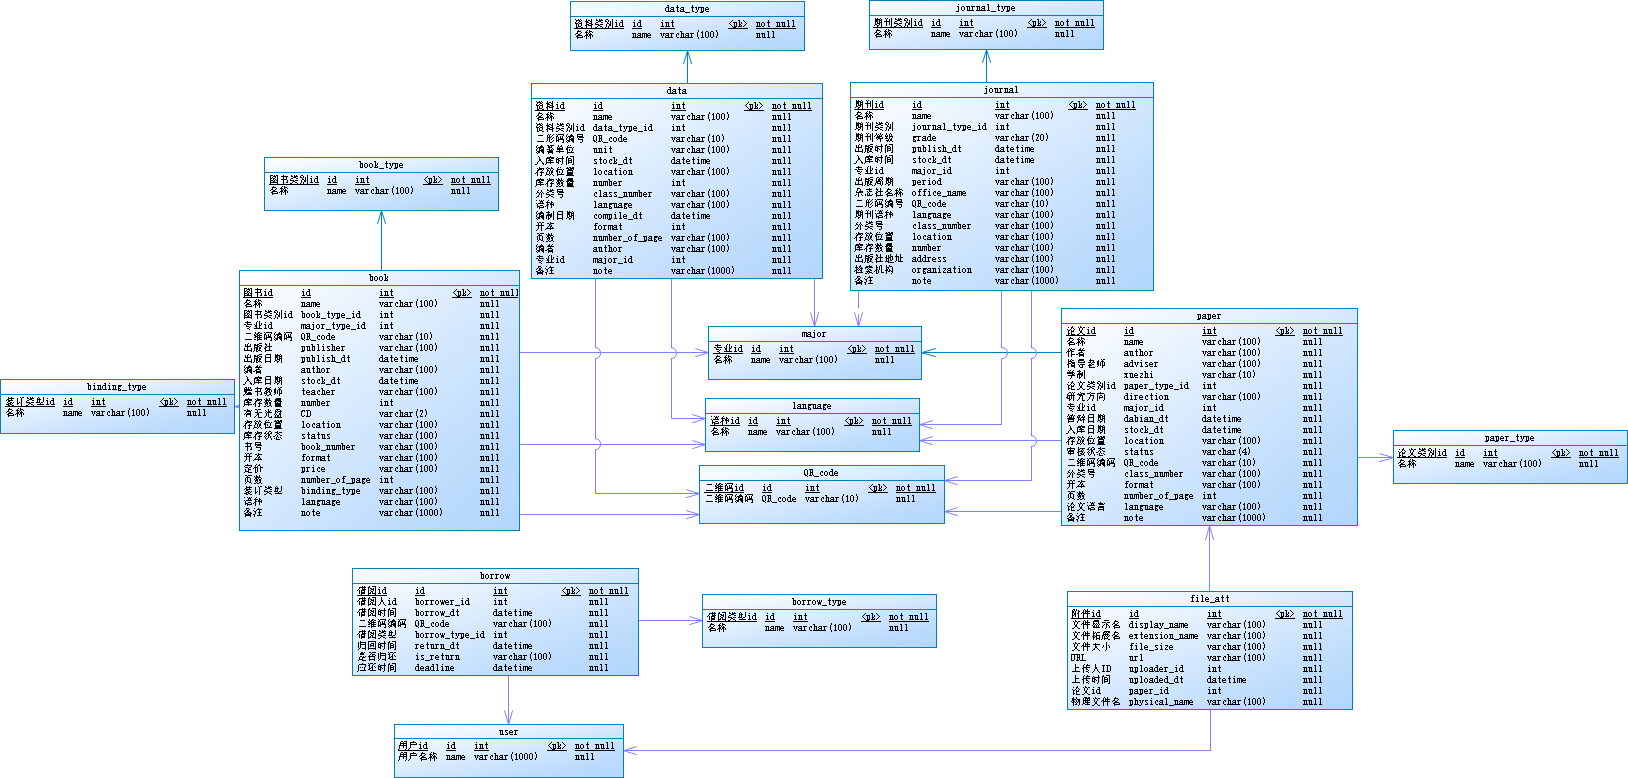 data_type
资料类别id id int <pk> not null
名称 name varchar(100) null
journal_type
期刊类别id id int <pk> not null
名称 name varchar(100) null
data
资料id id int <pk> not null
名称 name varchar(100) null
资料类别id data_type_id int null
二形码编号 QR_code varchar(10) null
编著单位 unit varchar(100) null
入库时间 stock_dt datetime null
存放位置 location varchar(100) null
库存数量 number int null
分类号 class_number varchar(100) null
语种 language varchar(100) null
编制日期 compile_dt datetime null
开本 format int null
页数 number_of_page varchar(100) null
编者 author varchar(100) null
专业id major_id int null
备注 note varchar(1000) null
journal
期刊id id int <pk> not null
名称 name varchar(100) null
期刊类别 journal_type_id int null
期刊等级 grade varchar(20) null
出版时间 publish_dt datetime null
入库时间 stock_dt datetime null
专业id major_id int null
出版周期 period varchar(100) null
杂志社名称 office_name varchar(100) null
二形码编号 QR_code varchar(10) null
期刊语种 language varchar(100) null
分类号 class_number varchar(100) null
存放位置 location varchar(100) null
库存数量 number varchar(100) null
出版社地址 address varchar(100) null
检索机构 organization varchar(100) null
备注 note varchar(1000) null
book_type
图书类别id id int <pk> not null
名称 name varchar(100) null
book
图书id id int <pk> not null
名称 name varchar(100) null
图书类别id book_type_id int null
专业id major_type_id int null
二维码编码 QR_code varchar(10) null
出版社 publisher varchar(100) null
出版日期 publish_dt datetime null
编者 author varchar(100) null
入库日期 stock_dt datetime null
赠书教师 teacher varchar(100) null
库存数量 number int null
有无光盘 CD varchar(2) null
存放位置 location varchar(100) null
库存状态 status varchar(100) null
书号 book_number varchar(100) null
开本 format varchar(100) null
定价 price varchar(100) null
页数 number_of_page int null
装订类型 binding_type varchar(100) null
语种 language varchar(100) null
备注 note varchar(1000) null
binding_type
装订类型id id int <pk> not null
名称 name varchar(100) null
major
专业id id int <pk> not null
名称 name varchar(100) null
language
语种id id int <pk> not null
名称 name varchar(100) null
QR_code
二维码id id int <pk> not null
二维码编码 QR_code varchar(10) null
paper
论文id id int <pk> not null
名称 name varchar(100) null
作者 author varchar(100) null
指导老师 adviser varchar(100) null
学制 xuezhi varchar(10) null
论文类别id paper_type_id int null
研究方向 direction varchar(100) null
专业id major_id int null
答辩日期 dabian_dt datetime null
入库日期 stock_dt datetime null
存放位置 location varchar(100) null
审核状态 status varchar(4) null
二维码编码 QR_code varchar(10) null
分类号 class_number varchar(100) null
开本 format varchar(100) null
页数 number_of_page int null
论文语言 language varchar(100) null
备注 note varchar(1000) null
paper_type
论文类别id id int <pk> not null
名称 name varchar(100) null
borrow
借阅id id int <pk> not null
借阅人id borrower_id int null
借阅时间 borrow_dt datetime null
二维码编码 QR_code varchar(100) null
借阅类型 borrow_type_id int null
归回时间 return_dt datetime null
是否归还 is_return varchar(100) null
应还时间 deadline datetime null
borrow_type
借阅类型id id int <pk> not null
名称 name varchar(100) null
file_att
附件id id int <pk> not null
文件显示名 display_name varchar(100) null
文件拓展名 extension_name varchar(100) null
文件大小 file_size varchar(100) null
URL url varchar(100) null
上传人ID uploader_id int null
上传时间 uploaded_dt datetime null
论文id paper_id int null
物理文件名 physical_name varchar(100) null
user
用户id id int <pk> not null
用户名称 name varchar(1000) null